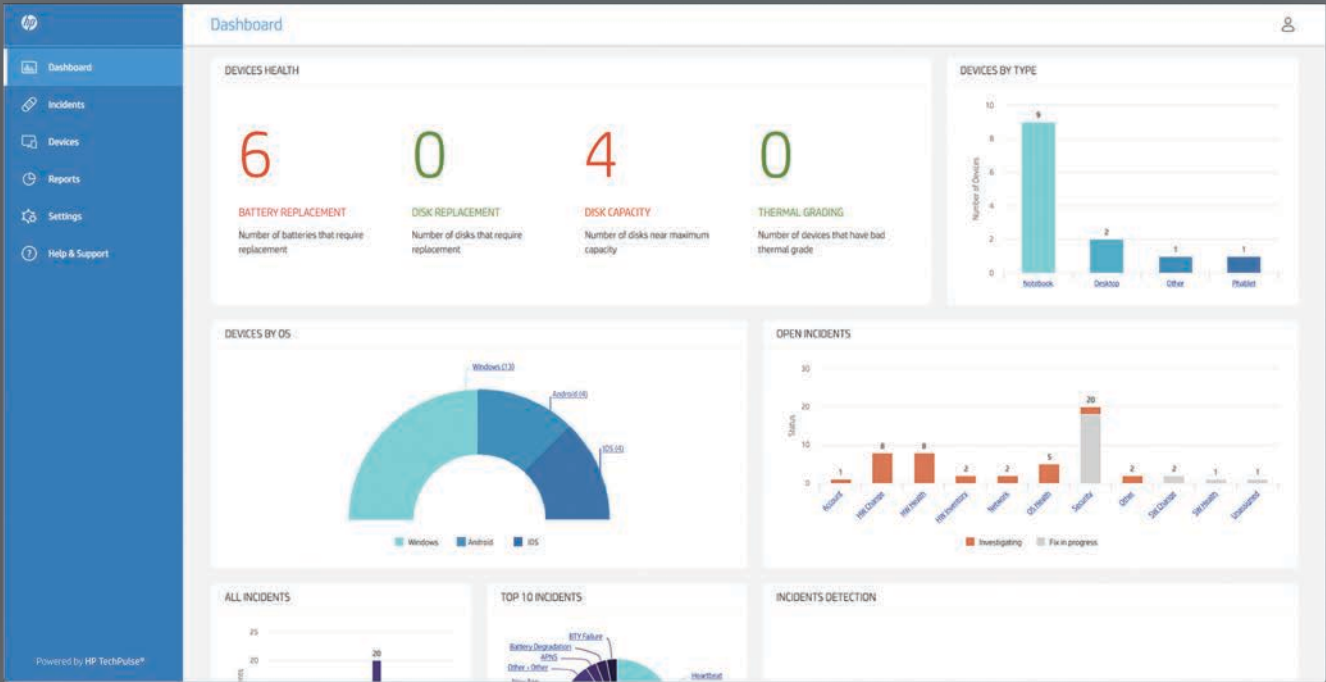 hp
Dashboard
Dashboard
Incidents
Devices
Reports
Settings
? Help & Support
Powered by HP TechPulse®
DEVICES HEALTH
6
BATTERY REPLACEMENT
Number of batteries that require
replacement
0
DISK REPLACEMENT
Number of disks that require
replacement
4
DISK CAPACITY
Number of disks near maximum
capacity
0
THERMAL GRADING
Number of devices that have bad
thermal grade
DEVICES BY TYPE
Number of Devices
10
8
6
4
2
0
9
2
1
1
Notebook
Desktop
Other
Phablet
DEVICES BY OS
Windows (13)
Android (4)
IOS (4)
Windows Android IOS
OPEN INCIDENTS
Status
30
20
10
0
1
8
8
2
2
5
20
2
2
1
1
Account
HW Change
HW Health
HW Inventory
Network
OS Health
Security
Other
SW Change
SW Health
Unassigned
Investigating Fix in progress
ALL INCIDENTS
25
20
20
TOP 10 INCIDENTS
BTY Failure
Battery Degradation
APNS
Other - Other
Heartbeat
INCIDENTS DETECTION